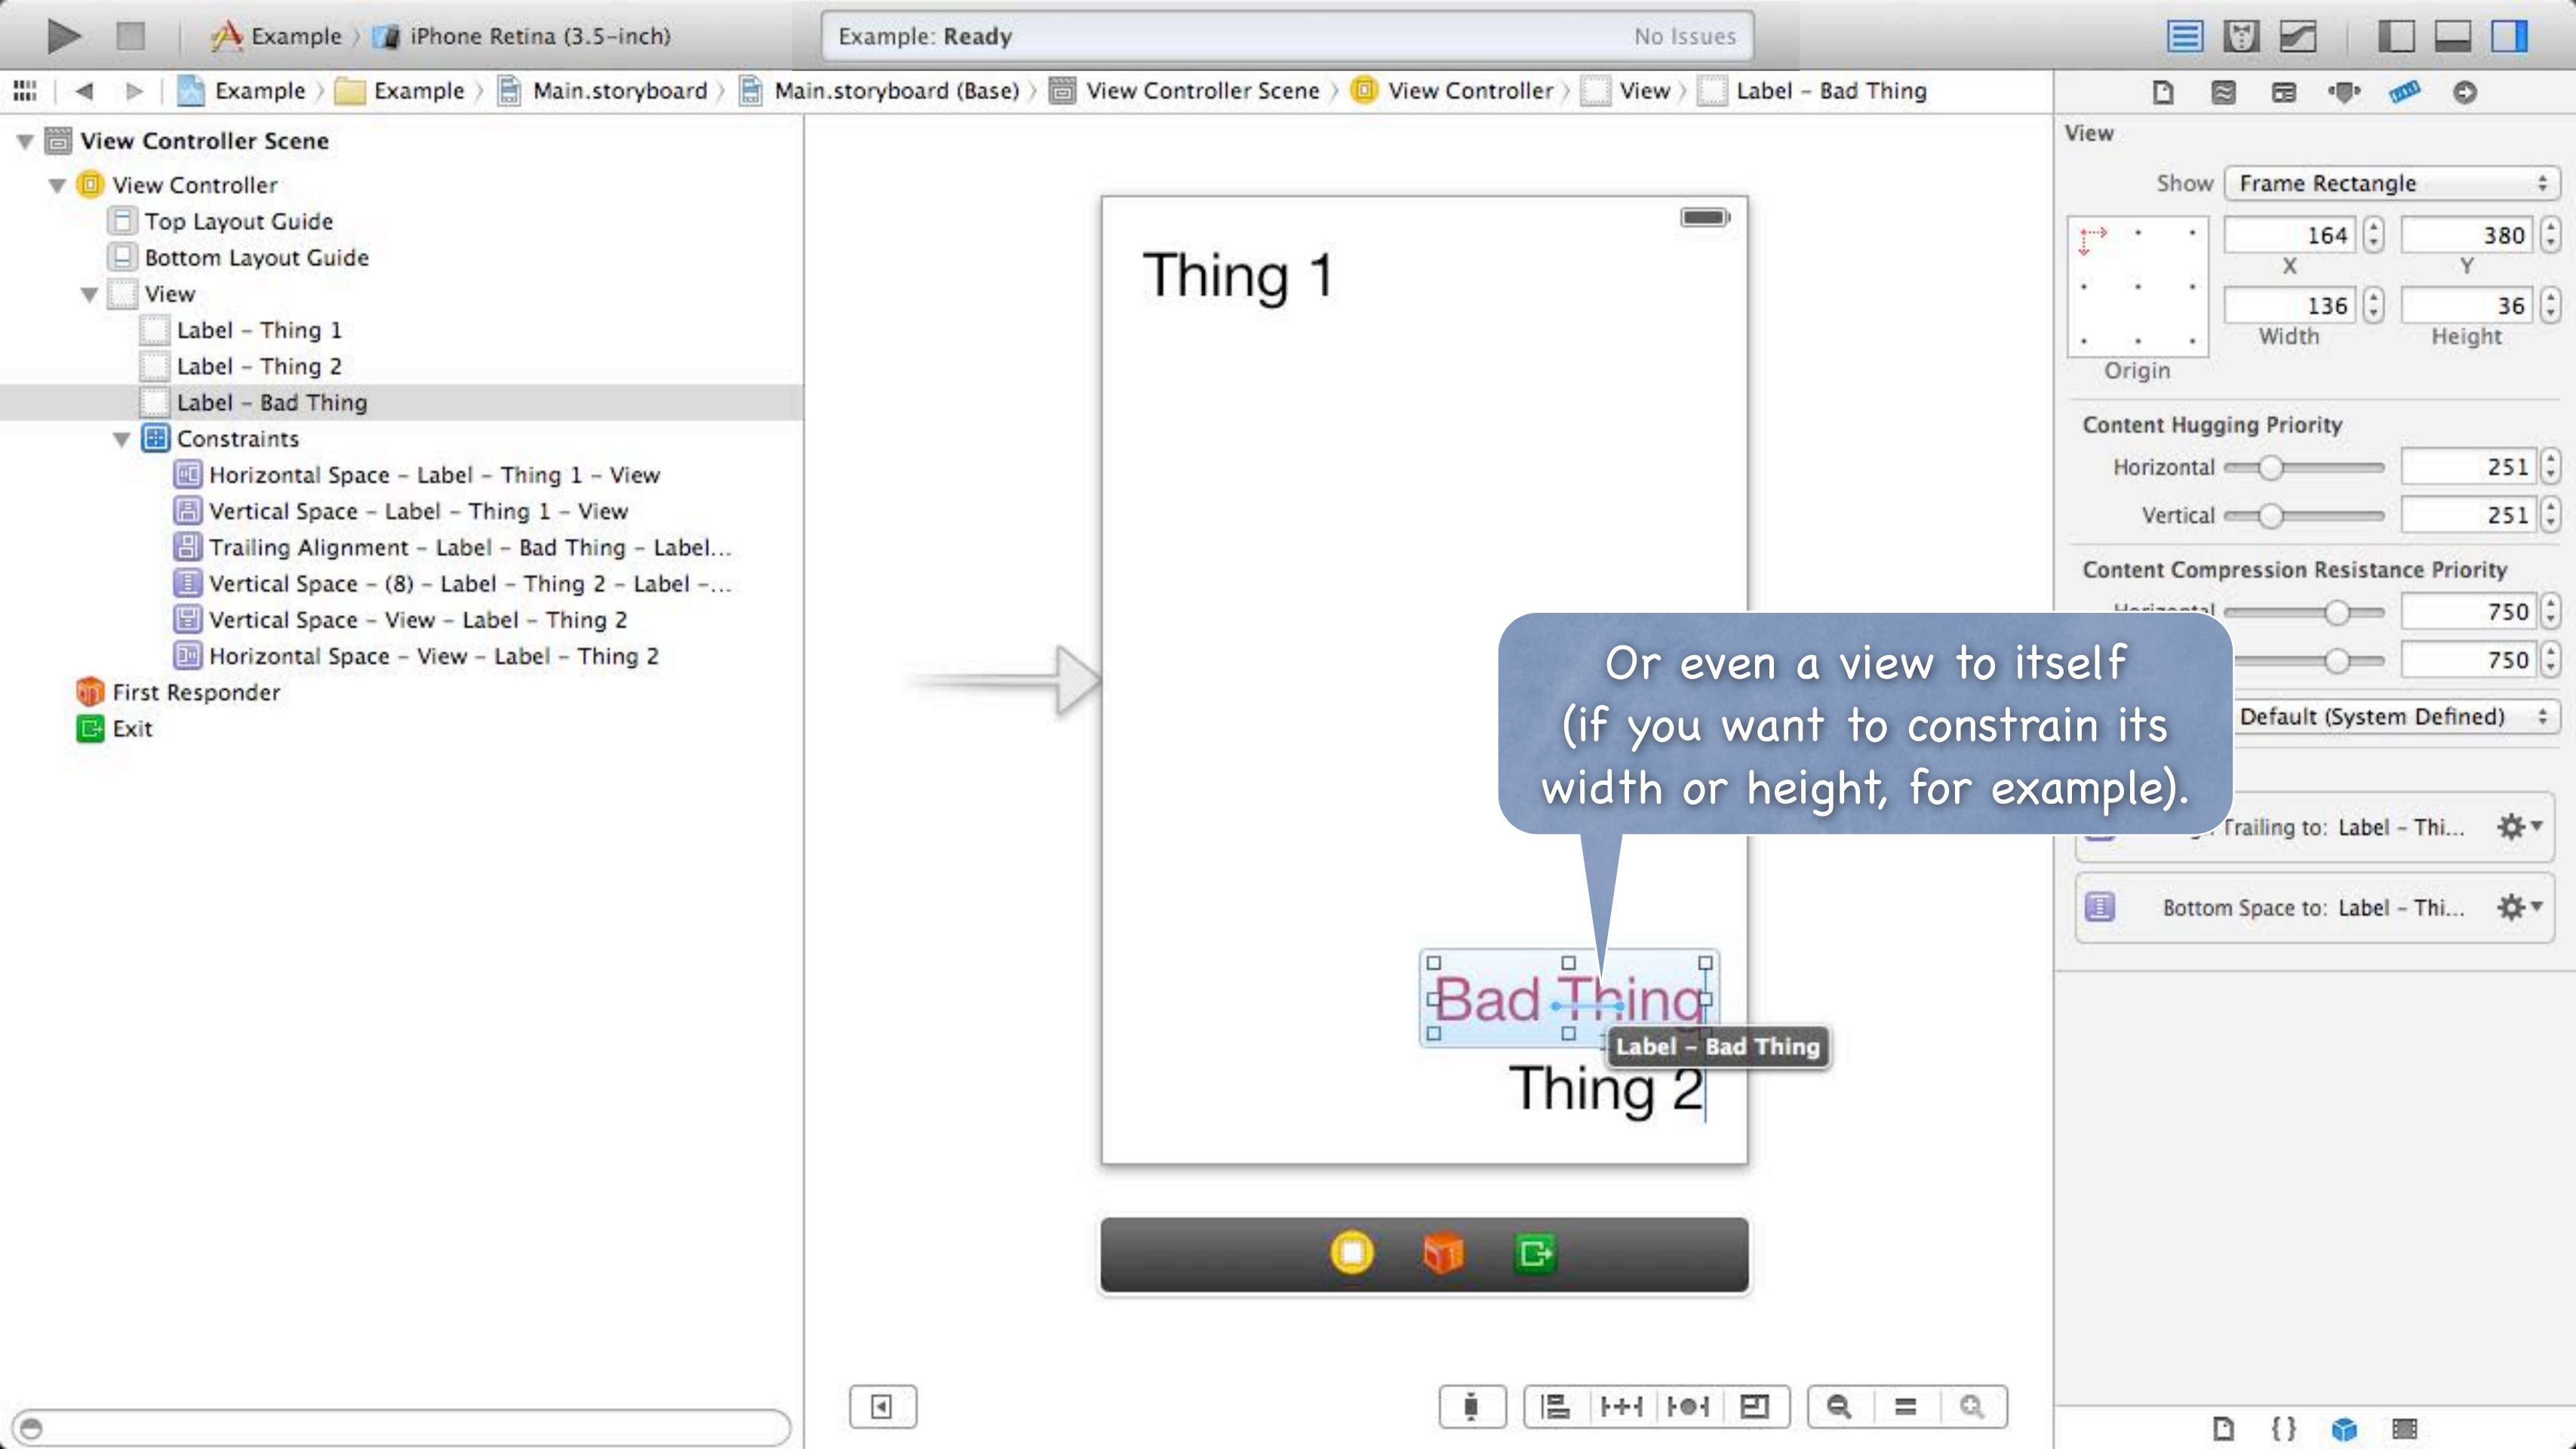 Example iPhone Retina (3.5-inch)
Example: Ready No Issues
Example Example Main.storyboard Main.storyboard (Base) View Controller Scene View Controller View Label - Bad Thing
View Controller Scene
View Controller
Top Layout Guide
Bottom Layout Guide
View
Label - Thing 1
Label - Thing 2
Label - Bad Thing
Constraints
Horizontal Space - Label - Thing 1 - View
Vertical Space - Label - Thing 1 - View
Trailing Alignment - Label - Bad Thing - Label...
Vertical Space - (8) - Label - Thing 2 - Label -...
Vertical Space - View - Label - Thing 2
Horizontal Space - View - Label - Thing 2
First Responder
Exit
Thing 1
Or even a view to itself
(if you want to constrain its
width or height, for example).
Bad Thing
Label - Bad Thing
Thing 2
View
Show Frame Rectangle
164 380
X Y
136 36
Width Height
Origin
Content Hugging Priority
Horizontal 251
Vertical 251
Content Compression Resistance Priority
Horizontal 750
750
Default (System Defined)
Trailing to: Label - Thi...
Bottom Space to: Label - Thi...
{}